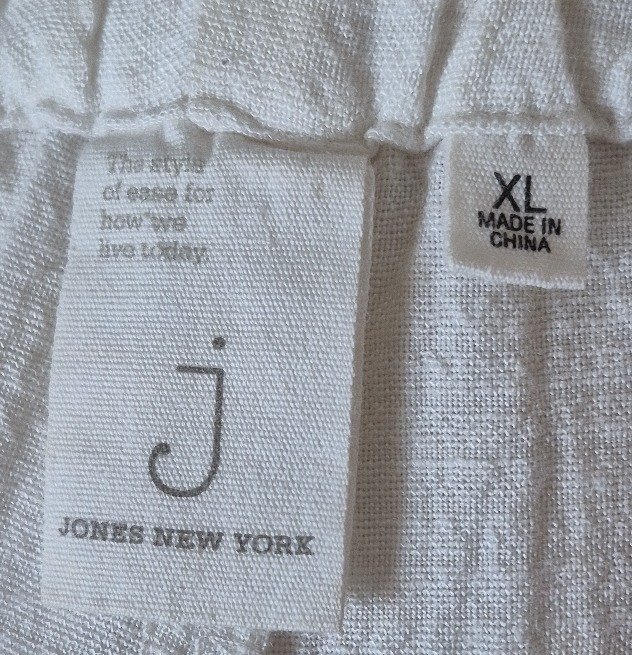 The style
of ease for
how we
live today.
j
JONES NEW YORK
XL
MADE IN
CHINA